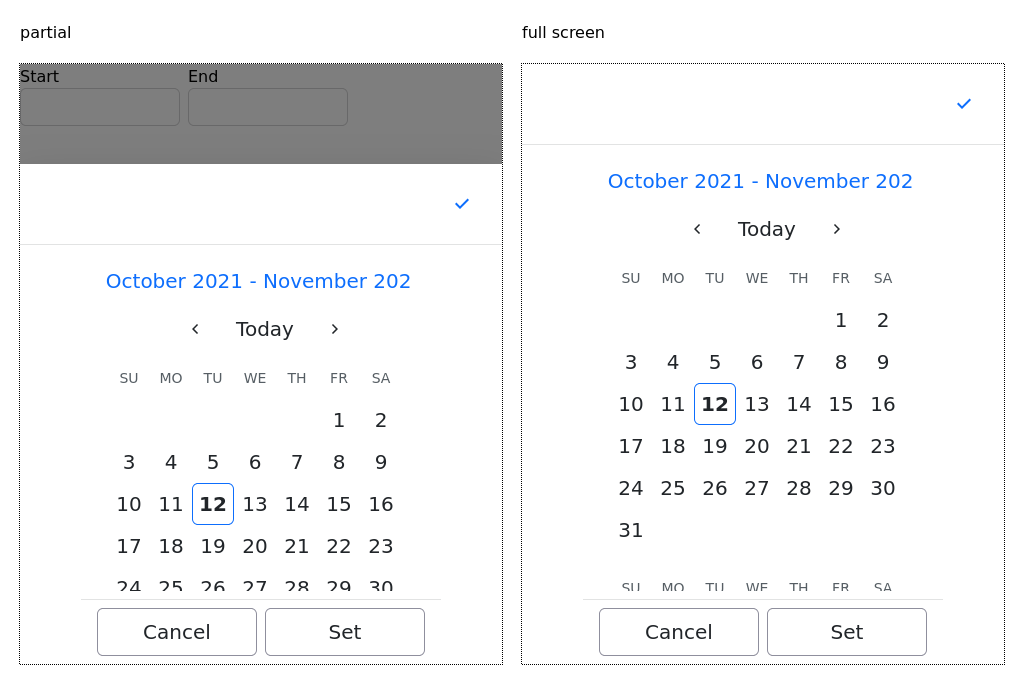 partial
full screen
Start End
October 2021 - November 202
Today
SU MO TU WE TH FR SA
1 2
3 4 5 6 7 8 9
10 11 12 13 14 15 16
17 18 19 20 21 22 23
24 25 26 27 28 29 30
Cancel Set
October 2021 - November 202
Today
SU MO TU WE TH FR SA
1 2
3 4 5 6 7 8 9
10 11 12 13 14 15 16
17 18 19 20 21 22 23
24 25 26 27 28 29 30
31
SU MO TU WE TH FR SA
Cancel Set